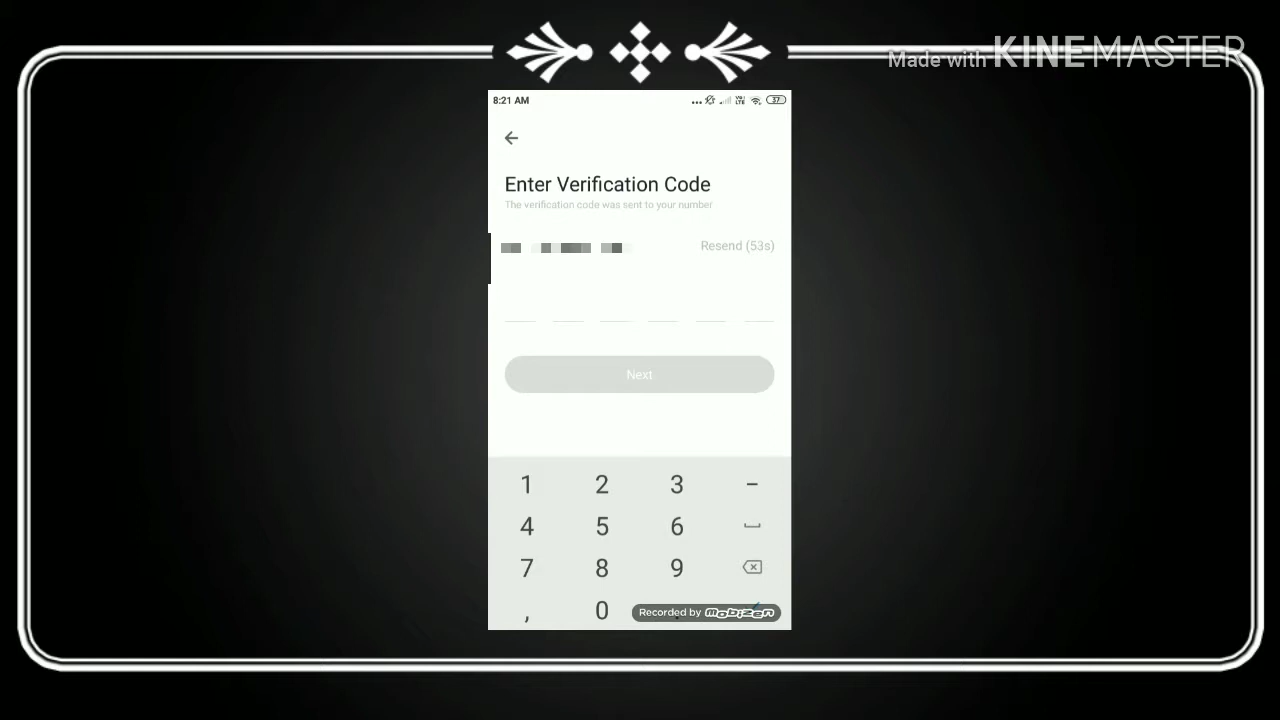 Made with KINEMASTER
8:21 AM
37
Enter Verification Code
The verification code was sent to your number
Resend (53s)
Next
1 2 3 -
4 5 6
7 8 9
, 0 .
Recorded by mobizen